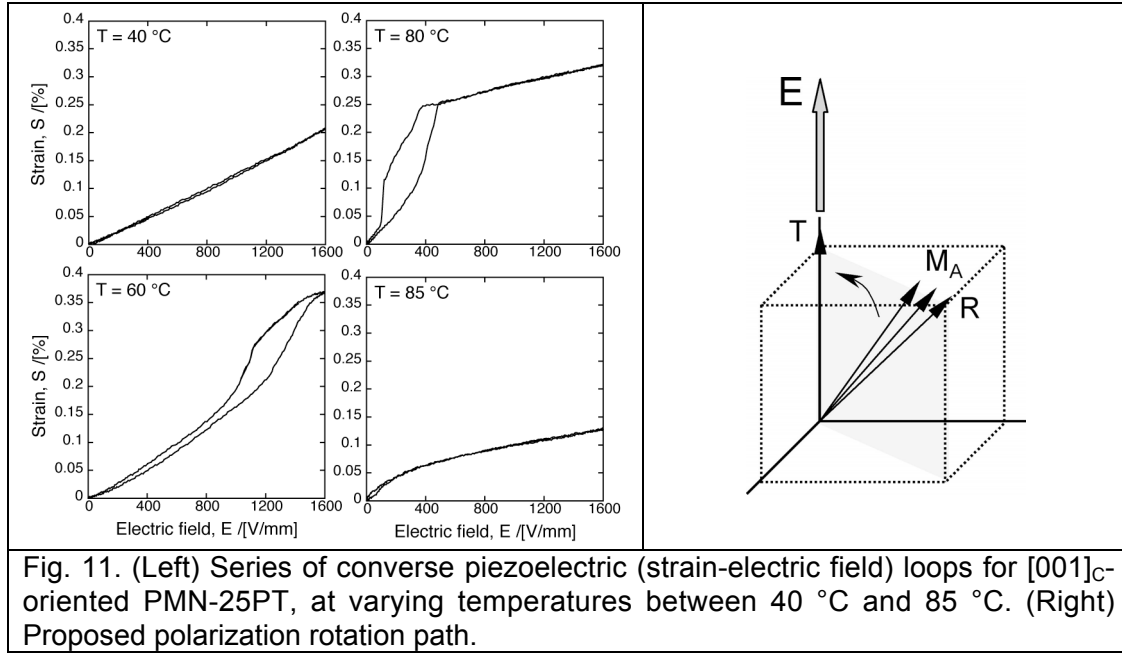 T = 40 °C
0.4
0.35
0.3
0.25
0.2
0.15
0.1
0.05
0
Strain, S /[%]
0 400 800 1200 1600
T = 80 °C
0.4
0.35
0.3
0.25
0.2
0.15
0.1
0.05
0
0 400 800 1200 1600
T = 60 °C
0.4
0.35
0.3
0.25
0.2
0.15
0.1
0.05
0
Strain, S /[%]
0 400 800 1200 1600
Electric field, E /[V/mm]
T = 85 °C
0.4
0.35
0.3
0.25
0.2
0.15
0.1
0.05
0
0 400 800 1200 1600
Electric field, E /[V/mm]
E
T
MA
R
Fig. 11. (Left) Series of converse piezoelectric (strain-electric field) loops for [001]C-
oriented PMN-25PT, at varying temperatures between 40 °C and 85 °C. (Right)
Proposed polarization rotation path.